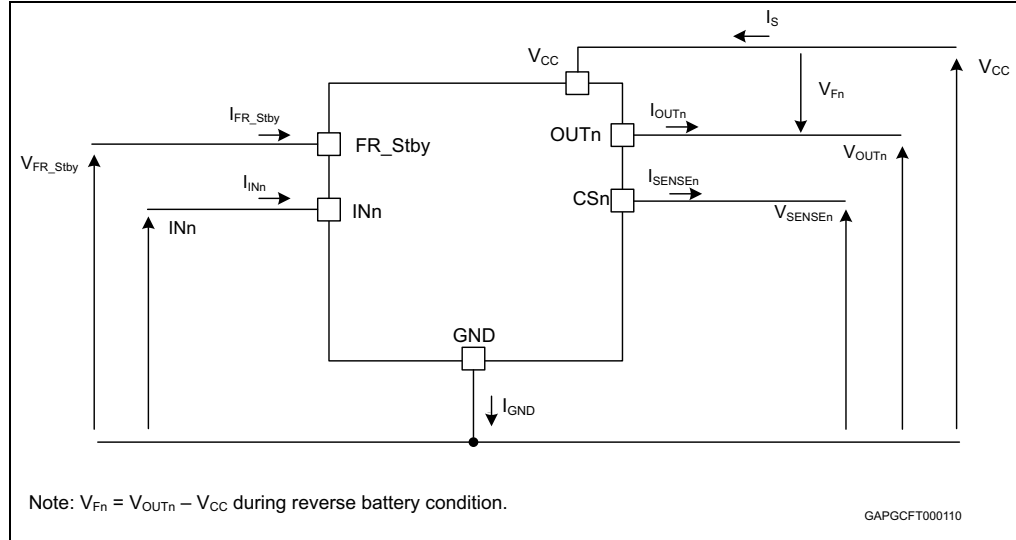 I_S
V_CC
V_CC
V_Fn
I_FR_Stby
I_OUTn
FR_Stby
OUTn
V_FR_Stby
V_OUTn
I_INn
I_SENSEn
INn
CSn
INn
V_SENSEn
GND
I_GND
Note: V_Fn = V_OUTn – V_CC during reverse battery condition.
GAPGCFT000110